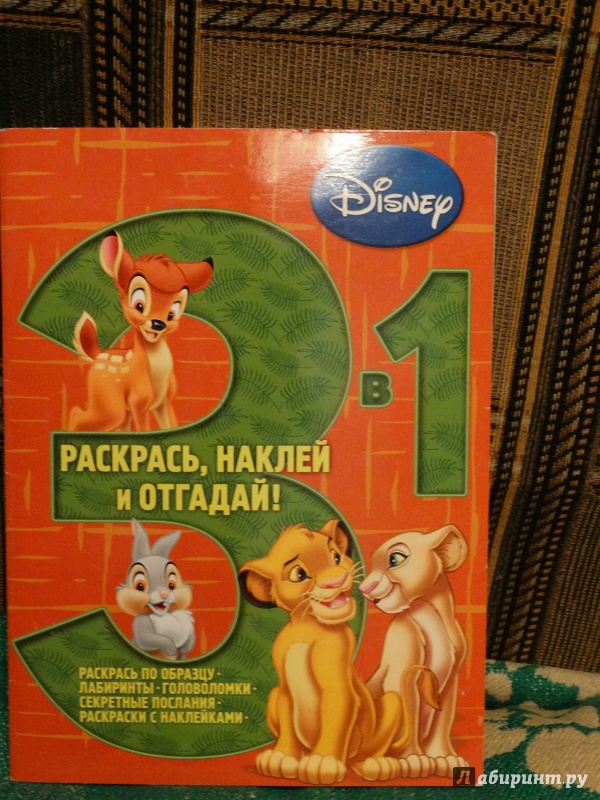 Disney
3 в 1
Раскрась, наклей
и отгадай!
Раскрась по образцу·
Лабиринты·Головоломки·
Секретные послания·
Раскраски с наклейками·
Лабиринт.ру